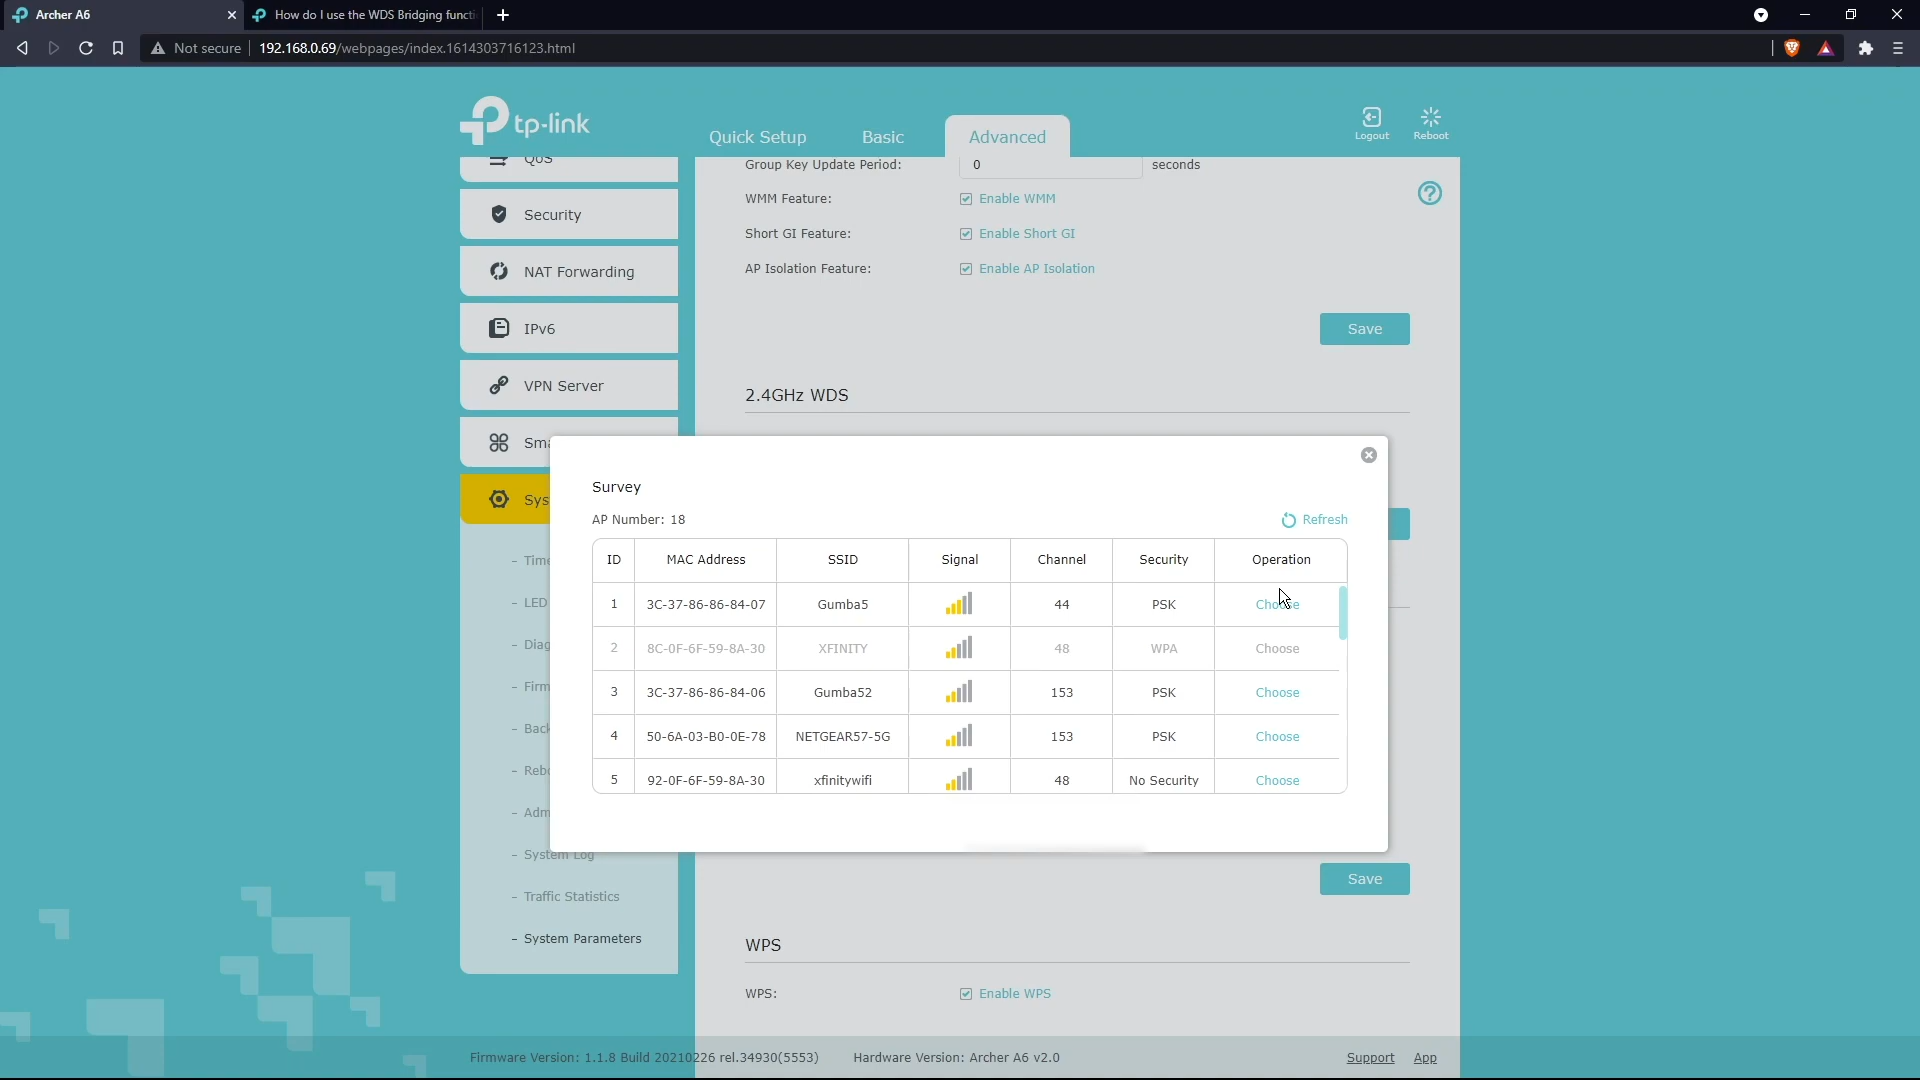 Archer A6
How do I use the WDS Bridging functi
Not secure 192.168.0.69/webpages/index.1614303716123.html
tp-link
Quick Setup Basic Advanced
Logout Reboot
QoS
Group Key Update Period: 0 seconds
WMM Feature: Enable WMM
Security
Short GI Feature: Enable Short GI
AP Isolation Feature: Enable AP Isolation
NAT Forwarding
IPv6
Save
VPN Server
2.4GHz WDS
Sma
Survey
Sys
AP Number: 18 Refresh
ID MAC Address SSID Signal Channel Security Operation
1 3C-37-86-86-84-07 Gumba5 44 PSK Choose
2 8C-0F-6F-59-8A-30 XFINITY 48 WPA Choose
3 3C-37-86-86-84-06 Gumba52 153 PSK Choose
4 50-6A-03-B0-0E-78 NETGEAR57-5G 153 PSK Choose
5 92-0F-6F-59-8A-30 xfinitywifi 48 No Security Choose
- Time
- LED
- Diag
- Firm
- Back
- Rebo
- Adm
- System Log
Save
- Traffic Statistics
- System Parameters
WPS
WPS: Enable WPS
Firmware Version: 1.1.8 Build 20210226 rel.34930(5553) Hardware Version: Archer A6 v2.0 Support App